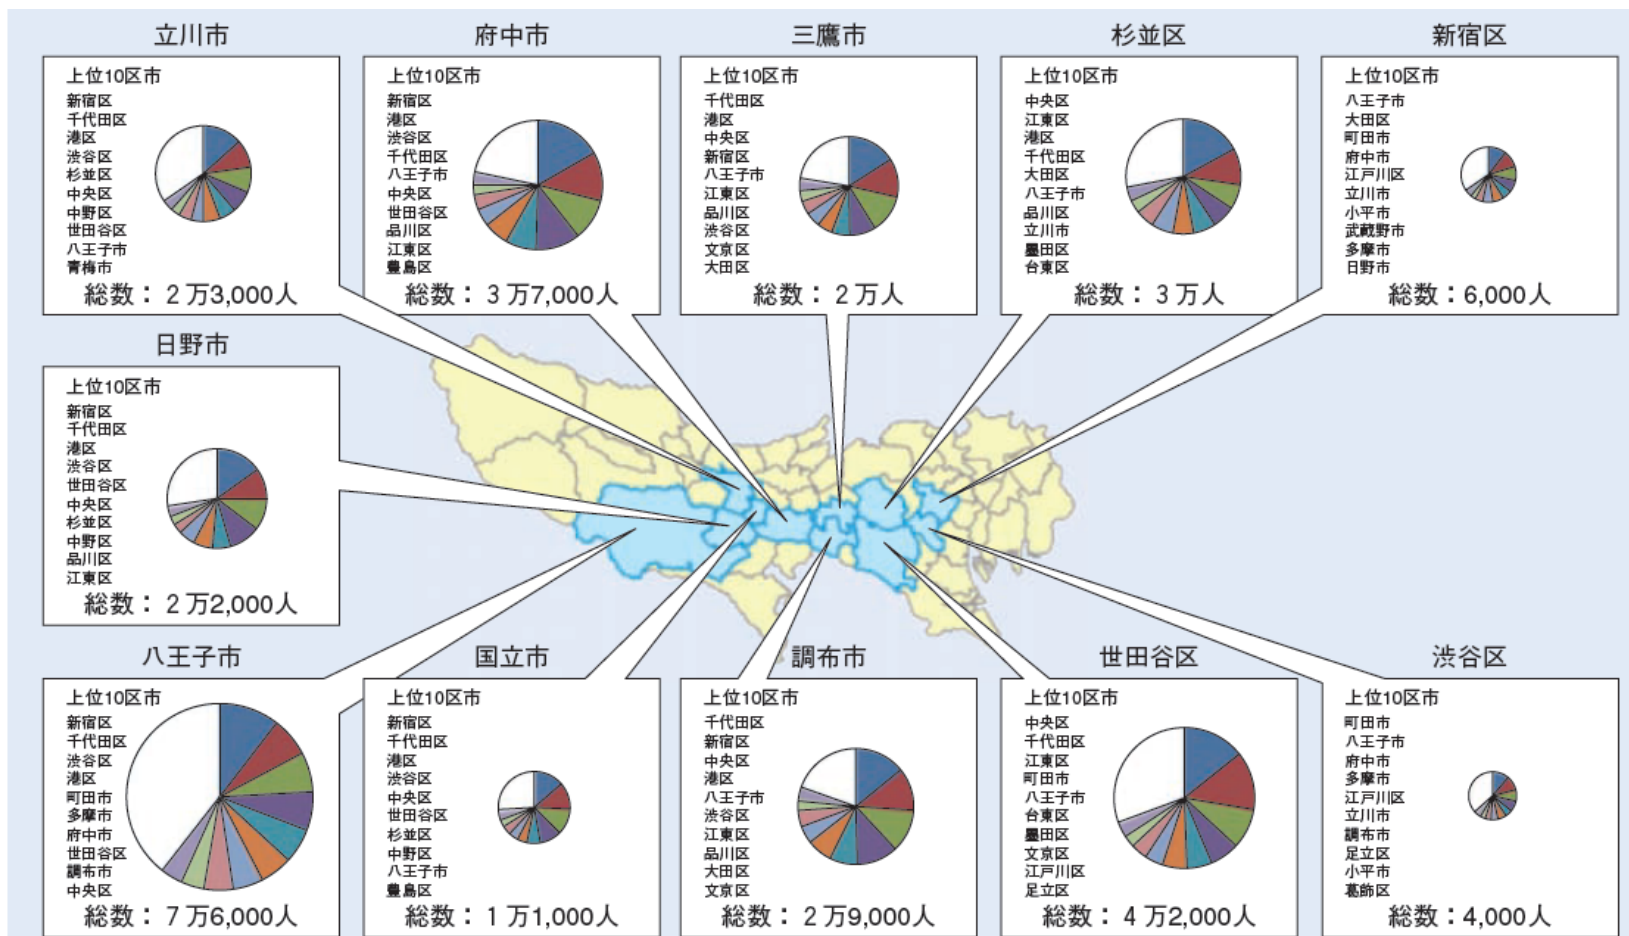 立川市
上位10区市
新宿区
千代田区
港区
渋谷区
杉並区
中央区
中野区
世田谷区
八王子市
青梅市
総数：2万3,000人
府中市
上位10区市
新宿区
港区
渋谷区
千代田区
八王子市
中央区
世田谷区
品川区
江東区
豊島区
総数：3万7,000人
三鷹市
上位10区市
千代田区
港区
中央区
新宿区
八王子市
江東区
品川区
渋谷区
文京区
大田区
総数：2万人
杉並区
上位10区市
中央区
江東区
港区
千代田区
大田区
八王子市
品川区
立川市
墨田区
台東区
総数：3万人
新宿区
上位10区市
八王子市
大田区
町田市
府中市
江戸川区
立川市
小平市
武蔵野市
多摩市
日野市
総数：6,000人
日野市
上位10区市
新宿区
千代田区
港区
渋谷区
世田谷区
中央区
杉並区
中野区
品川区
江東区
総数：2万2,000人
八王子市
上位10区市
新宿区
千代田区
渋谷区
港区
町田市
多摩市
府中市
世田谷区
調布市
中央区
総数：7万6,000人
国立市
上位10区市
新宿区
千代田区
港区
渋谷区
中央区
世田谷区
杉並区
中野区
八王子市
豊島区
総数：1万1,000人
調布市
上位10区市
千代田区
新宿区
中央区
港区
八王子市
渋谷区
江東区
品川区
大田区
文京区
総数：2万9,000人
世田谷区
上位10区市
中央区
千代田区
江東区
町田市
八王子市
台東区
墨田区
文京区
江戸川区
足立区
総数：4万2,000人
渋谷区
上位10区市
町田市
八王子市
府中市
多摩市
江戸川区
立川市
調布市
足立区
小平市
葛飾区
総数：4,000人